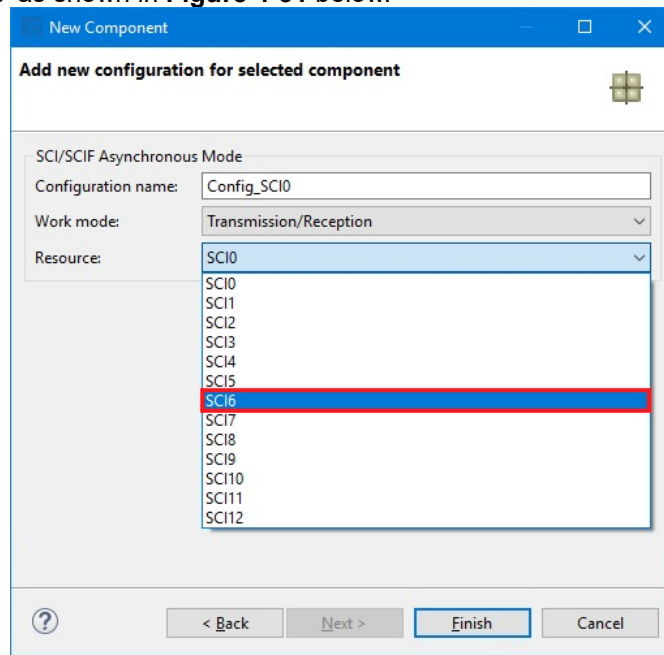 New Component
Add new configuration for selected component
SCI/SCIF Asynchronous Mode
Configuration name: Config_SCI0
Work mode: Transmission/Reception
Resource: SCI0
SCI0
SCI1
SCI2
SCI3
SCI4
SCI5
SCI6
SCI7
SCI8
SCI9
SCI10
SCI11
SCI12
< Back Next > Finish Cancel